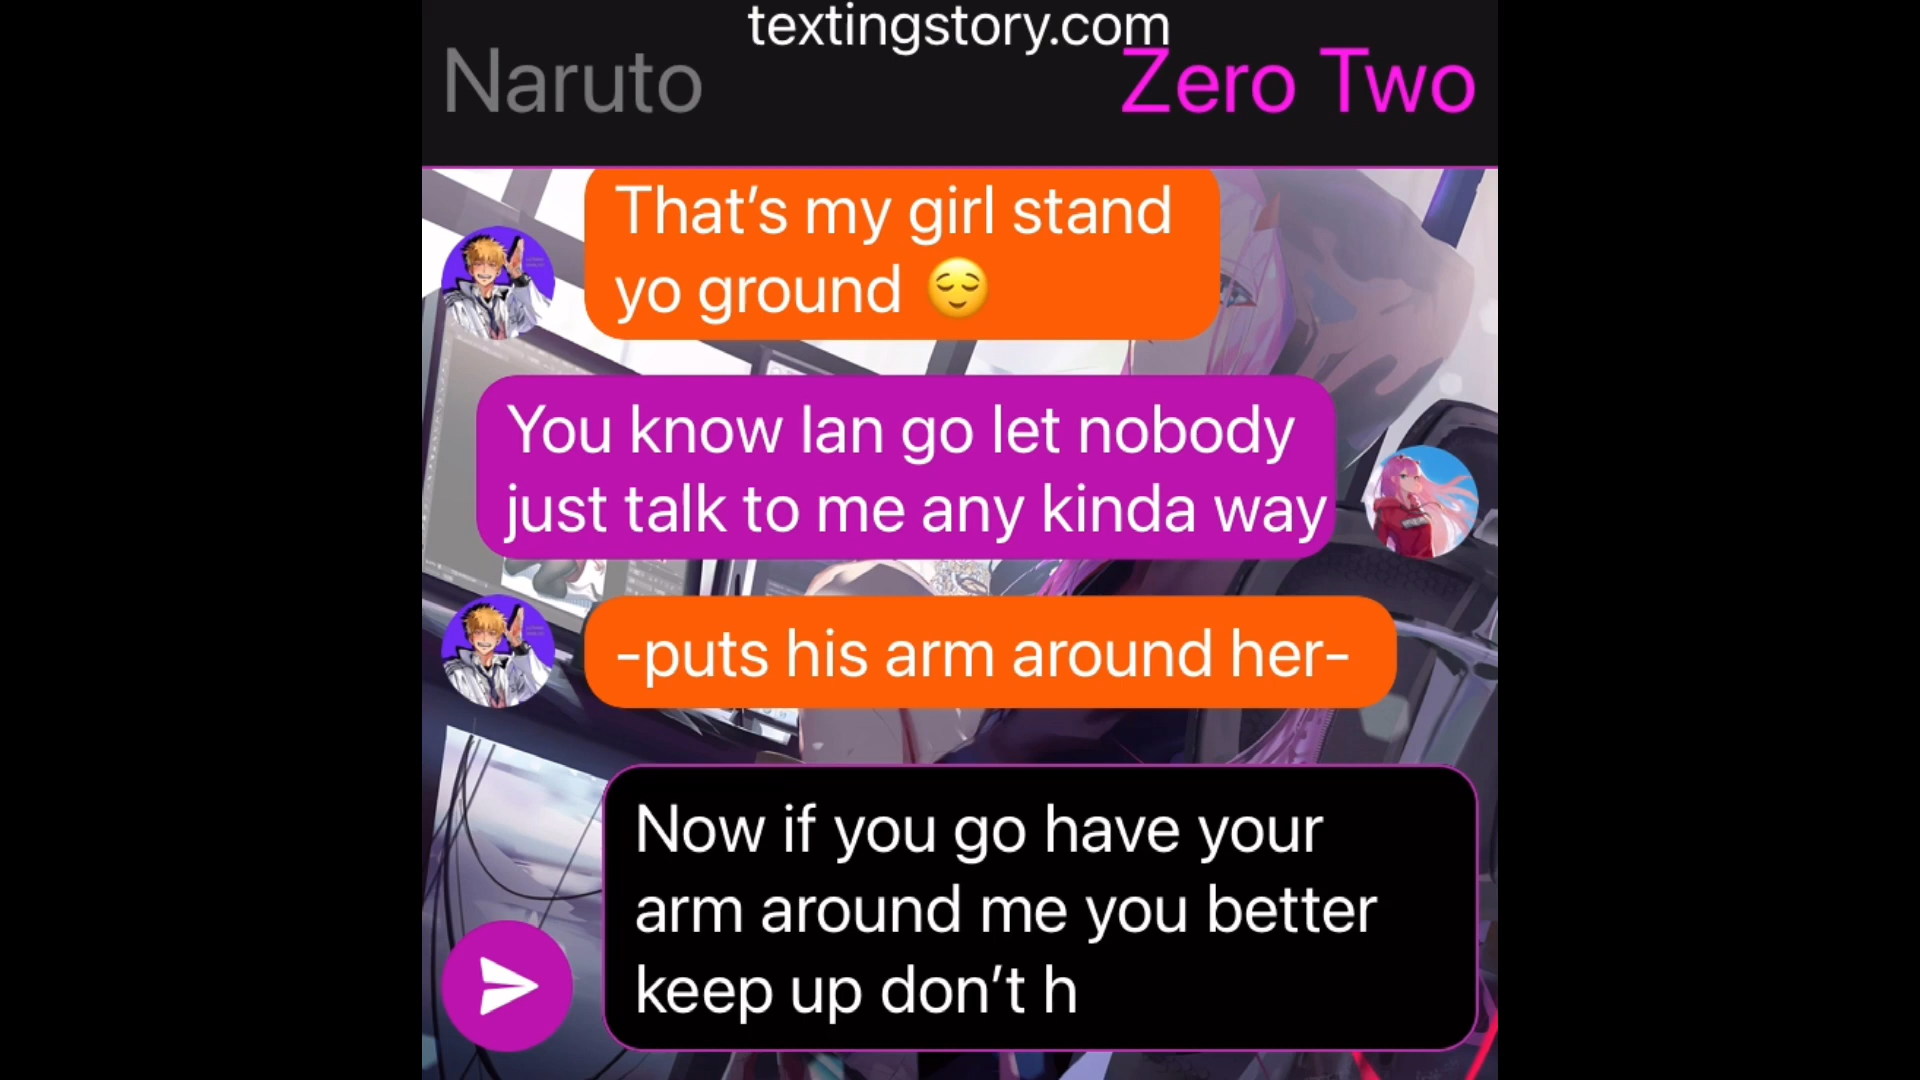 textingstory.com
Naruto
Zero Two
That’s my girl stand
yo ground 😌
You know Ian go let nobody
just talk to me any kinda way
-puts his arm around her-
Now if you go have your
arm around me you better
keep up don’t h